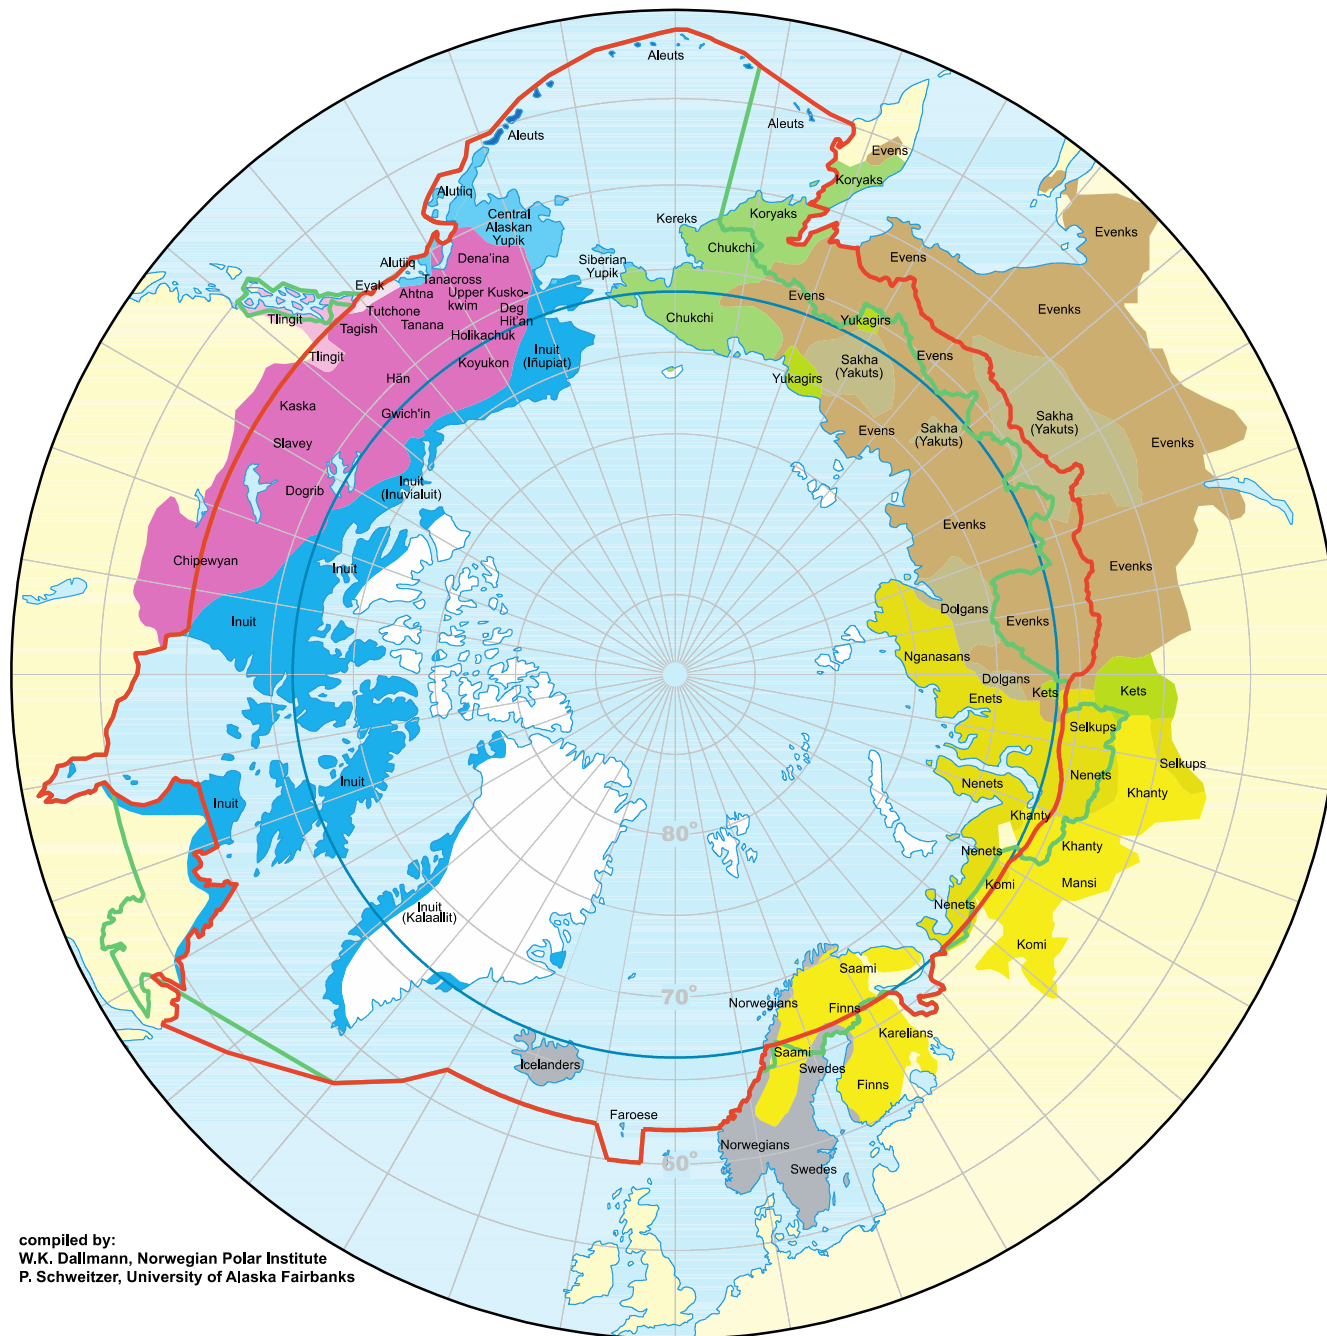 Aleuts
Aleuts
Aleuts
Evens
Koryaks
Alutiiq
Central
Alaskan
Yupik
Kereks
Koryaks
Chukchi
Evenks
Evens
Dena'ina
Siberian
Yupik
Alutiiq
Tanacross
Eyak
Ahtna
Upper Kusko-
kwim
Evens
Evenks
Tutchone
Deg
Hit'an
Tlingit
Tagish
Tanana
Holikachuk
Chukchi
Yukagirs
Tlingit
Koyukon
Inuit
(Iñupiat)
Sakha
(Yakuts)
Evens
Hän
Yukagirs
Kaska
Gwich'in
Evens
Sakha
(Yakuts)
Sakha
(Yakuts)
Evenks
Slavey
Inuit
(Inuvialuit)
Dogrib
Evenks
Chipewyan
Inuit
Evenks
Dolgans
Inuit
Evenks
Nganasans
Dolgans
Enets
Kets
Kets
Selkups
Selkups
Inuit
Nenets
Nenets
Khanty
Inuit
Khanty
80°
Nenets
Khanty
Komi
Mansi
Inuit
(Kalaallit)
Nenets
Komi
Saami
70°
Norwegians
Finns
Karelians
Saami
Icelanders
Swedes
Finns
Faroese
Norwegians
60°
Swedes
compiled by:
W.K. Dallmann, Norwegian Polar Institute
P. Schweitzer, University of Alaska Fairbanks